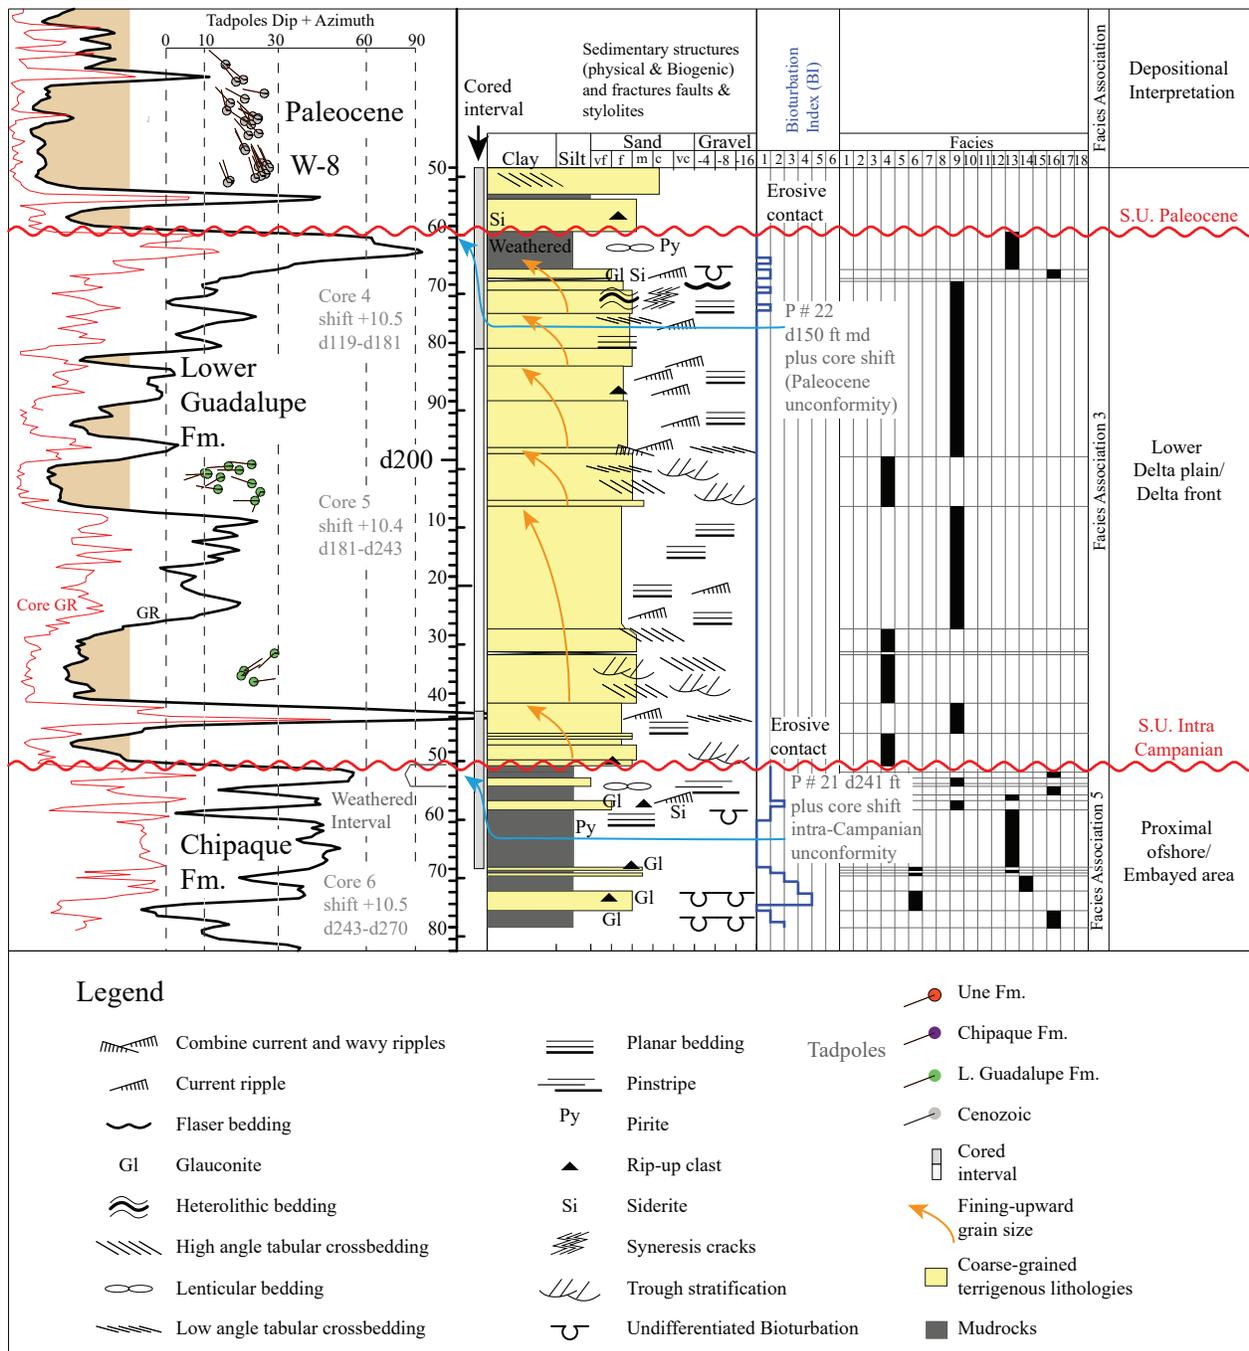 Tadpoles Dip + Azimuth
0 10 30 60 90
Paleocene
W-8
Cored
interval
Sedimentary structures
(physical & Biogenic)
and fractures faults &
stylolites
Bioturbation
Index (BI)
Facies Association
Depositional
Interpretation
Sand
Gravel
Facies
Clay
Silt
vf f m c vc -4 -8 -16
1 2 3 4 5 6
1 2 3 4 5 6 7 8 9 10 11 12 13 14 15 16 17 18
50
60
70
80
90
d200
10
20
30
40
50
60
70
80
Si
Erosive
contact
S.U. Paleocene
Weathered
Py
Gl Si
Core 4
shift +10.5
d119-d181
P # 22
d150 ft md
plus core shift
(Paleocene
unconformity)
Lower
Guadalupe
Fm.
Facies Association 3
Lower
Delta plain/
Delta front
Core 5
shift +10.4
d181-d243
Core GR
GR
Erosive
contact
S.U. Intra
Campanian
Weathered
Interval
P # 21 d241 ft
plus core shift
intra-Campanian
unconformity
Gl
Si
Py
Chipaque
Fm.
Core 6
shift +10.5
d243-d270
Gl
Gl
Gl
Facies Association 5
Proximal
ofshore/
Embayed area
Legend
Combine current and wavy ripples
Current ripple
Flaser bedding
Gl Glauconite
Heterolithic bedding
High angle tabular crossbedding
Lenticular bedding
Low angle tabular crossbedding
Planar bedding
Pinstripe
Py Pirite
Rip-up clast
Si Siderite
Syneresis cracks
Trough stratification
Undifferentiated Bioturbation
Tadpoles
Une Fm.
Chipaque Fm.
L. Guadalupe Fm.
Cenozoic
Cored
interval
Fining-upward
grain size
Coarse-grained
terrigenous lithologies
Mudrocks